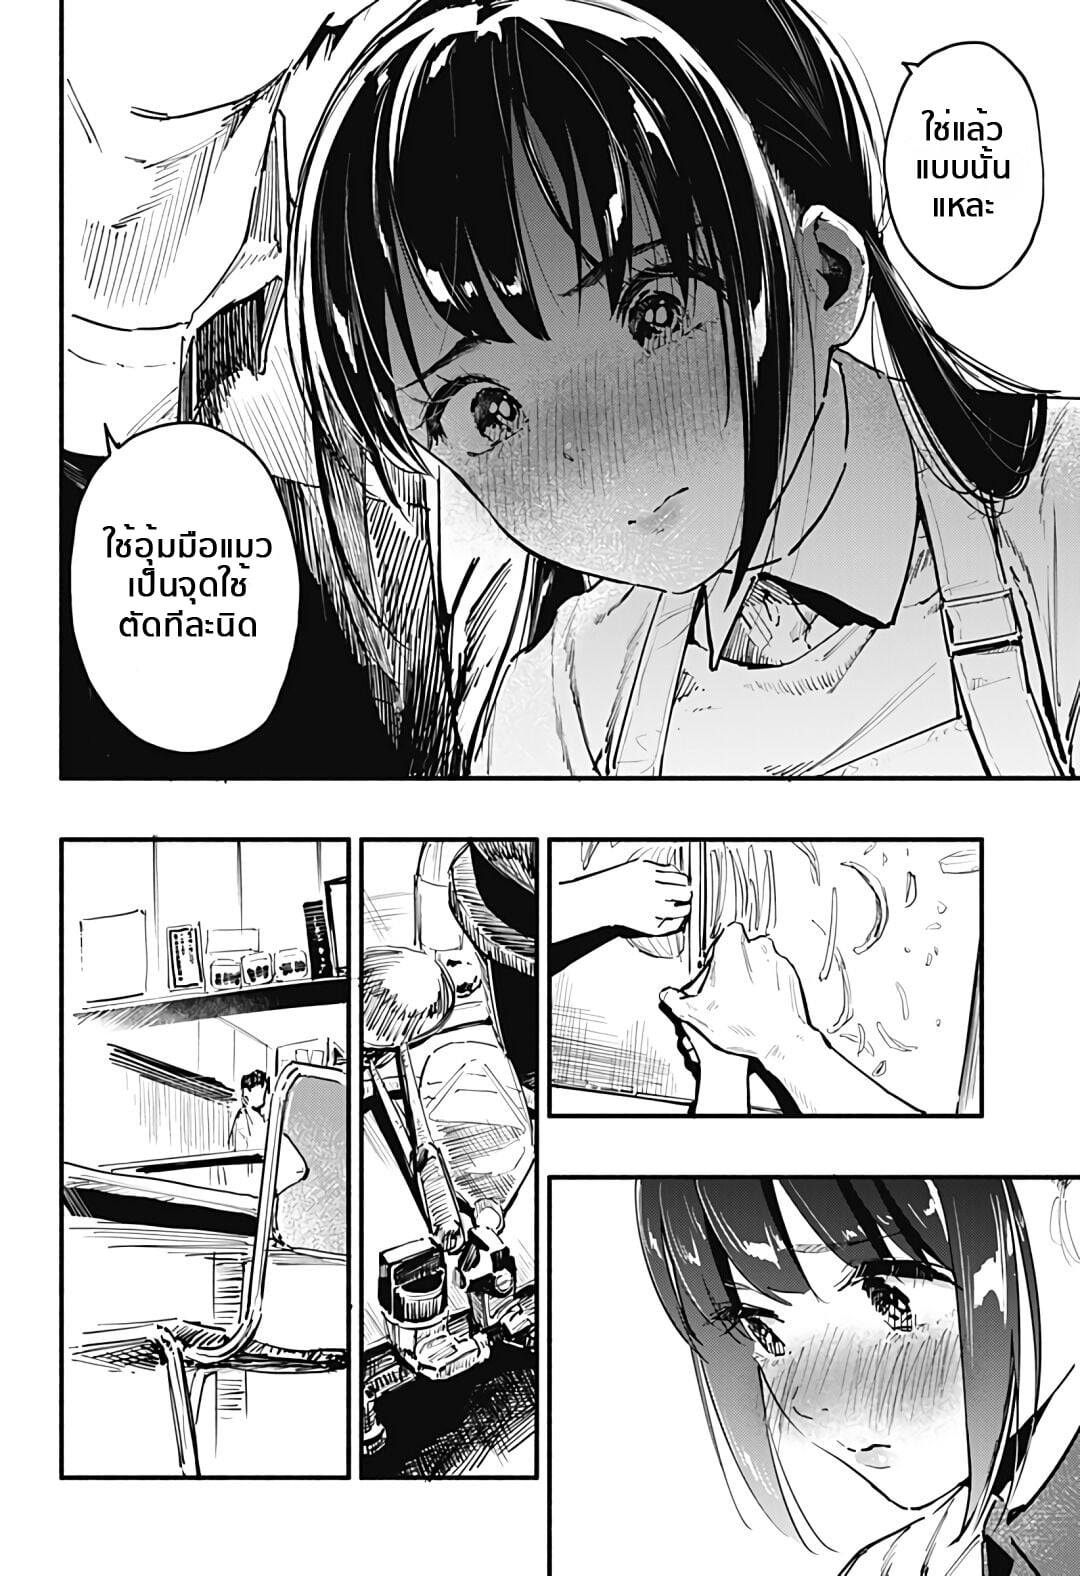 ใช่แล้ว
แบบนั้น
แหละ
ใช้อุ้มมือแมว
เป็นจุดใช้
ตัดทีละนิด